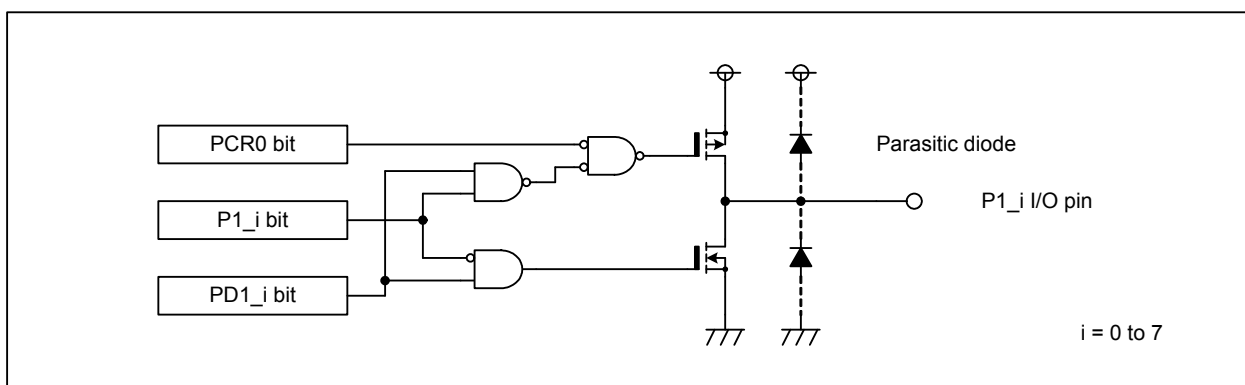 PCR0 bit
Parasitic diode
P1_i bit
P1_i I/O pin
PD1_i bit
i = 0 to 7